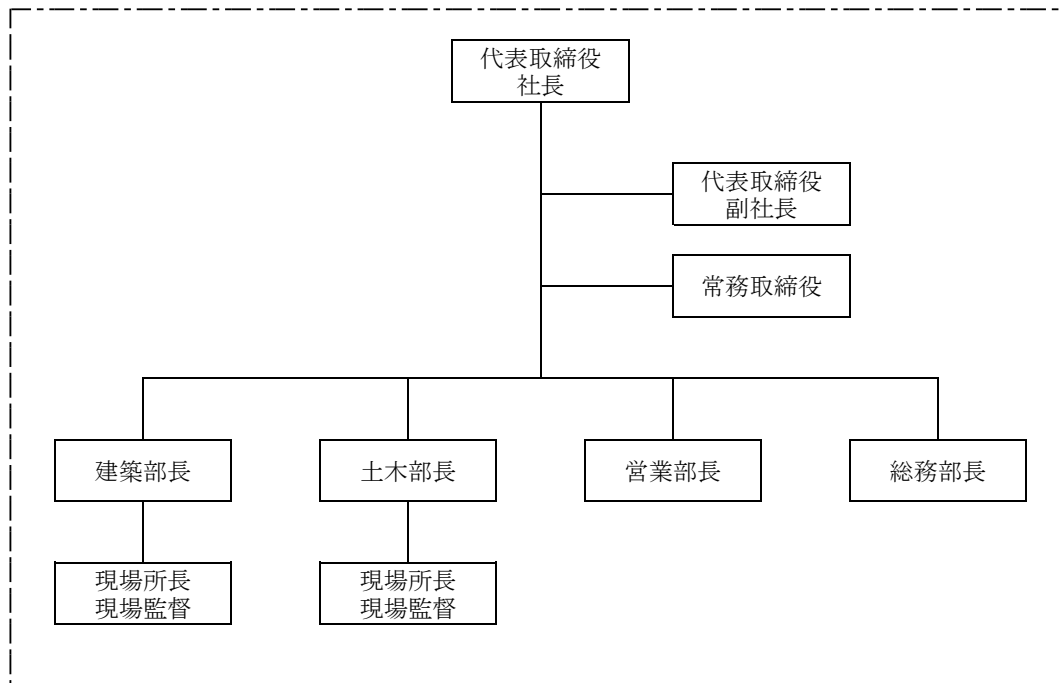 代表取締役
社長
代表取締役
副社長
常務取締役
建築部長
土木部長
営業部長
総務部長
現場所長
現場監督
現場所長
現場監督